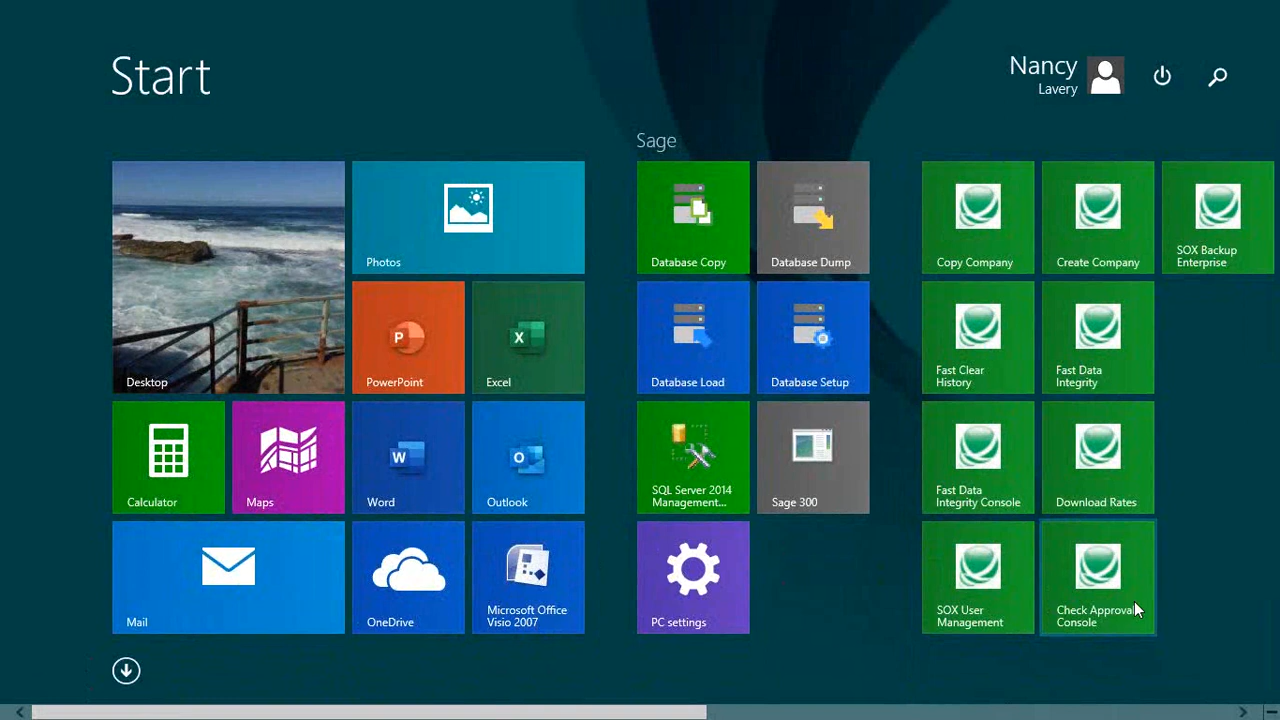 Start
Nancy
Lavery
Sage
Photos
Desktop
PowerPoint
Excel
Calculator
Maps
Word
Outlook
Mail
OneDrive
Microsoft Office
Visio 2007
Database Copy
Database Dump
Database Load
Database Setup
SQL Server 2014
Management...
Sage 300
PC settings
Copy Company
Create Company
SOX Backup
Enterprise
Fast Clear
History
Fast Data
Integrity
Fast Data
Integrity Console
Download Rates
SOX User
Management
Check Approval
Console